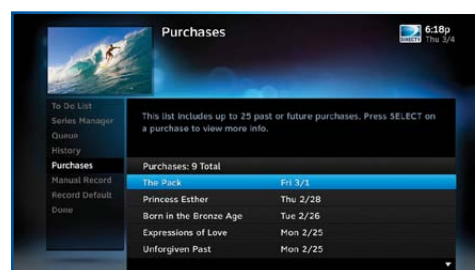 Purchases
6:18p
DIRECTV Thu 3/4
To Do List
Series Manager
Queue
History
Purchases
Manual Record
Record Default
Done
This list includes up to 25 past or future purchases. Press SELECT on
a purchase to view more info.
Purchases: 9 Total
The Pack Fri 3/1
Princess Esther Thu 2/28
Born in the Bronze Age Tue 2/26
Expressions of Love Mon 2/25
Unforgiven Past Mon 2/25